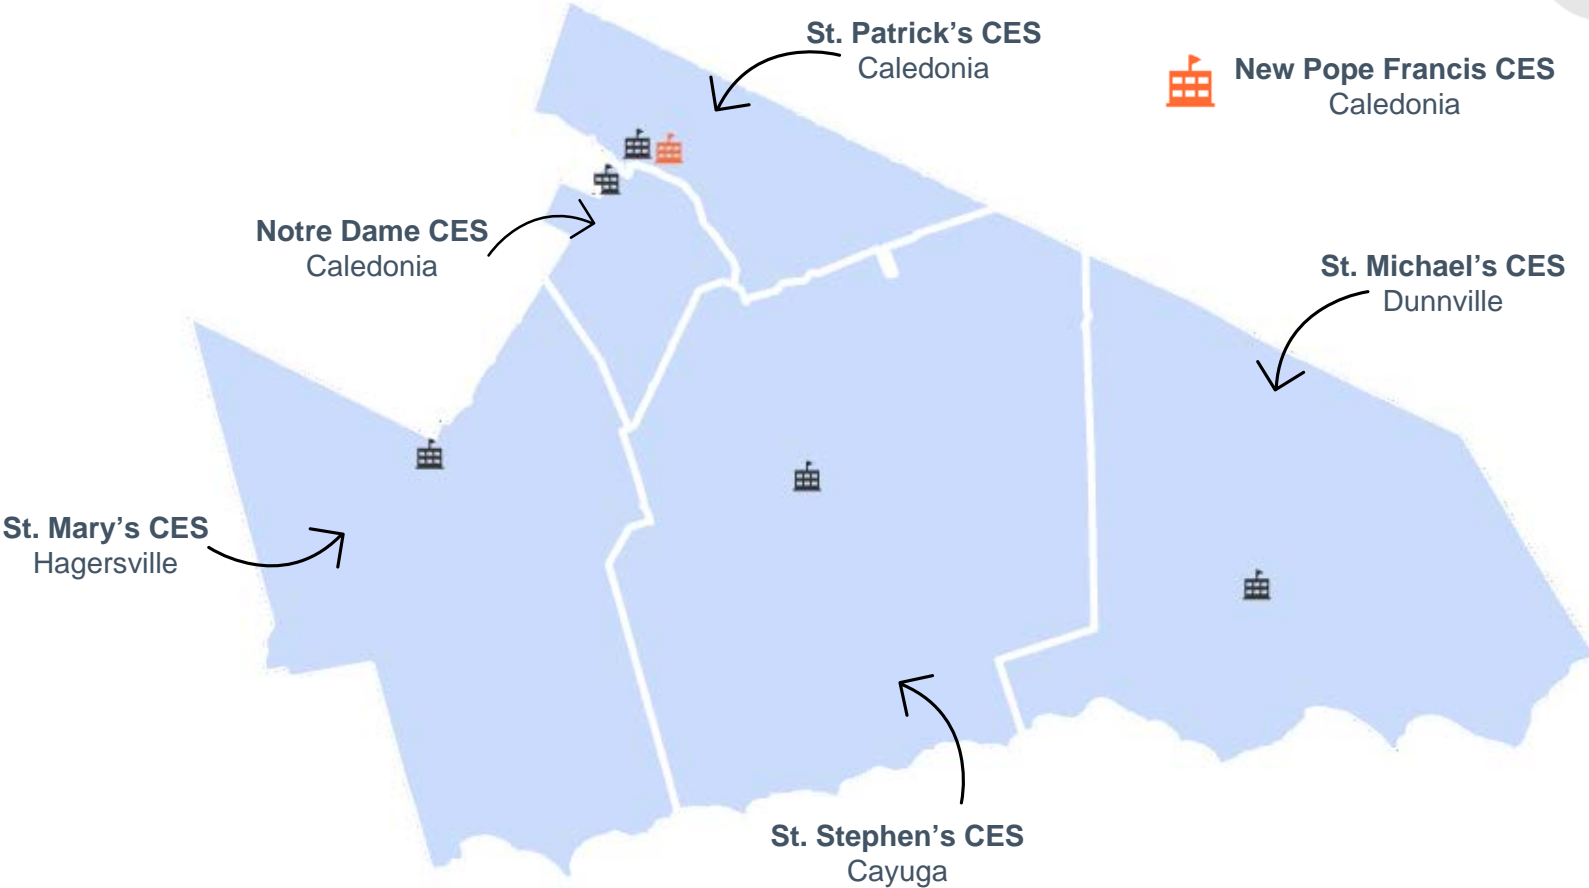 St. Patrick’s CES
Caledonia
New Pope Francis CES
Caledonia
Notre Dame CES
Caledonia
St. Michael’s CES
Dunnville
St. Mary’s CES
Hagersville
St. Stephen’s CES
Cayuga